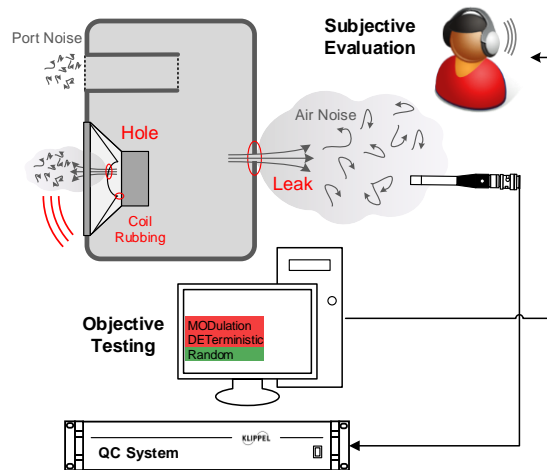 Port Noise
Subjective
Evaluation
Hole
Air Noise
Leak
Coil
Rubbing
Objective
Testing
MODulation
DETerministic
Random
KLIPPEL
QC System